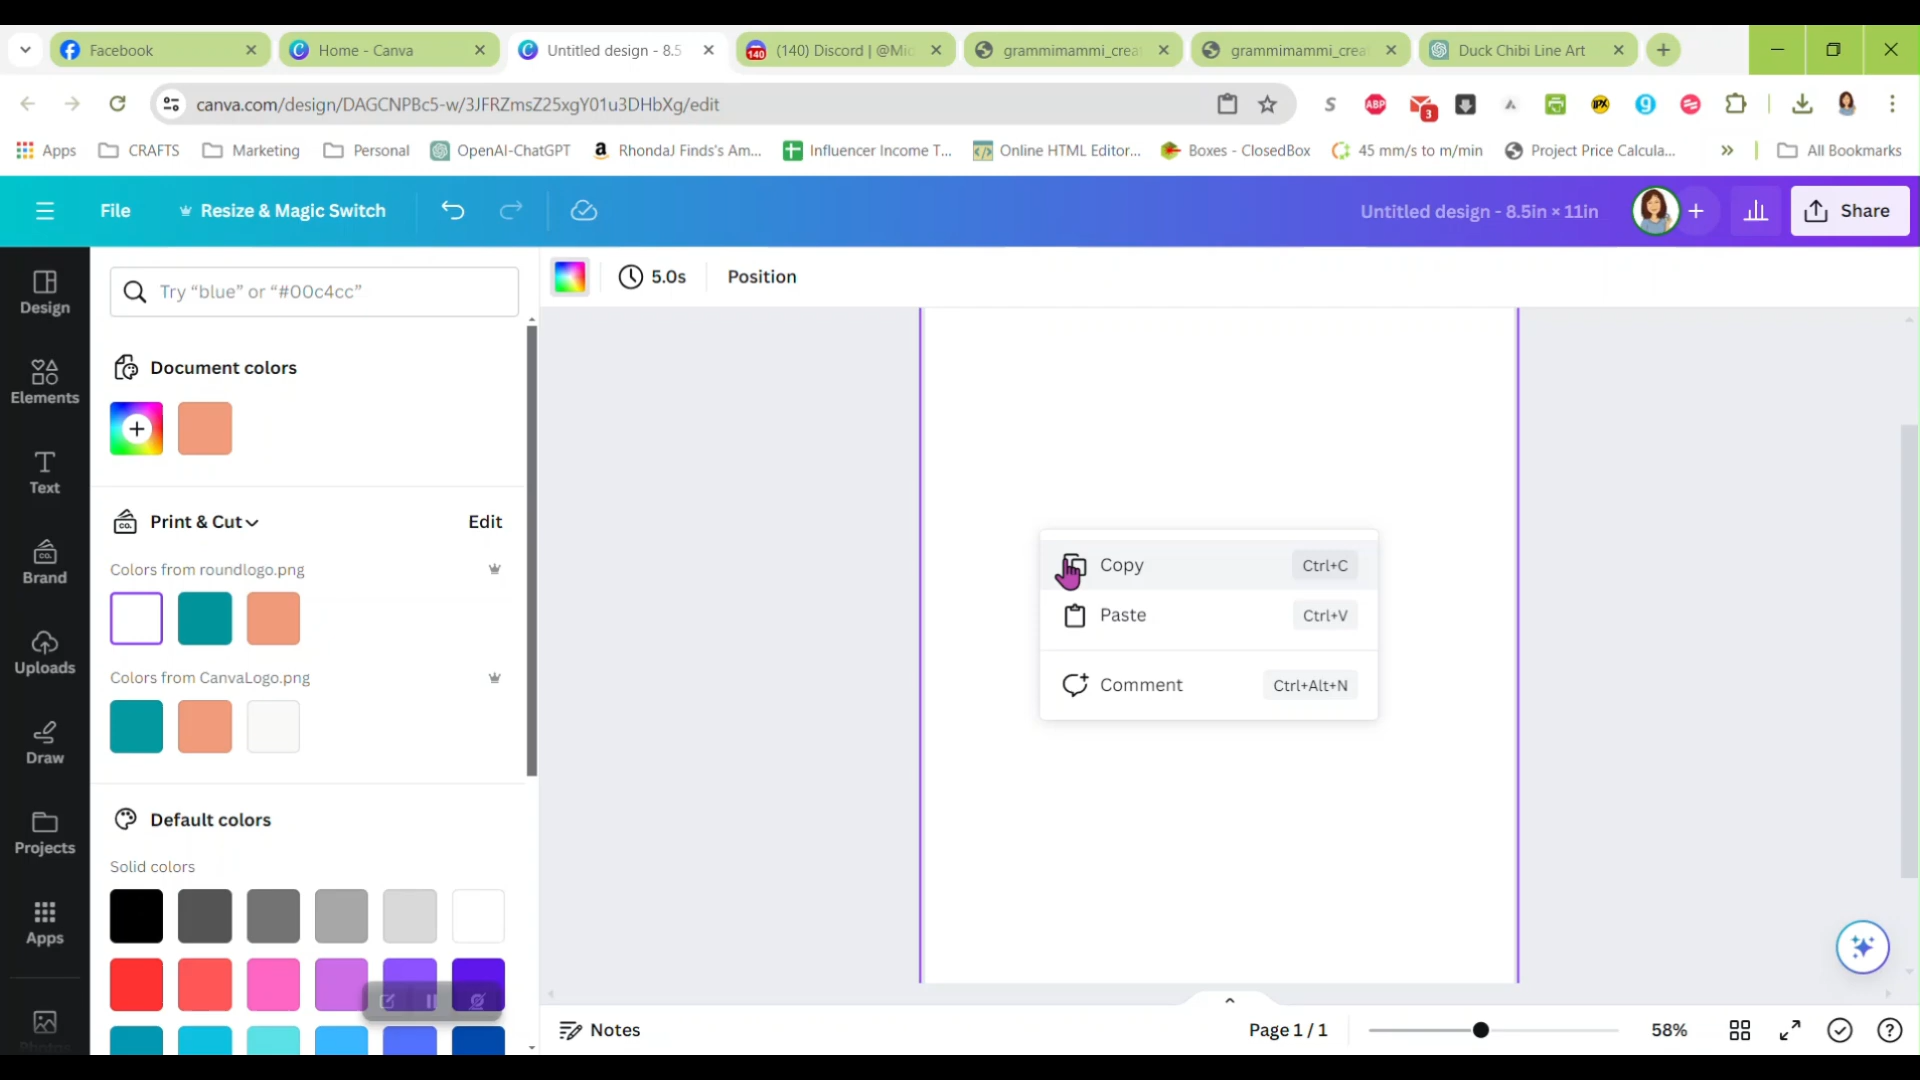 Facebook
Home - Canva
Untitled design - 8.5
(140) Discord | @Mic
grammimammi_crea
grammimammi_crea
Duck Chibi Line Art
canva.com/design/DAGCNPBc5-w/3JFRZmsZ25xgY01u3DHbXg/edit
ABP
3
Apps
CRAFTS
Marketing
Personal
OpenAI-ChatGPT
RhondaJ Finds's Am...
Influencer Income T...
Online HTML Editor...
Boxes - ClosedBox
45 mm/s to m/min
Project Price Calcula...
All Bookmarks
File
Resize & Magic Switch
Untitled design - 8.5in × 11in
Share
Design
Elements
Text
Brand
Uploads
Draw
Projects
Apps
Photos
Try “blue” or “#00c4cc”
Document colors
Print & Cut
Edit
Colors from roundlogo.png
Colors from CanvaLogo.png
Default colors
Solid colors
5.0s
Position
Copy
Ctrl+C
Paste
Ctrl+V
Comment
Ctrl+Alt+N
Notes
Page 1 / 1
58%